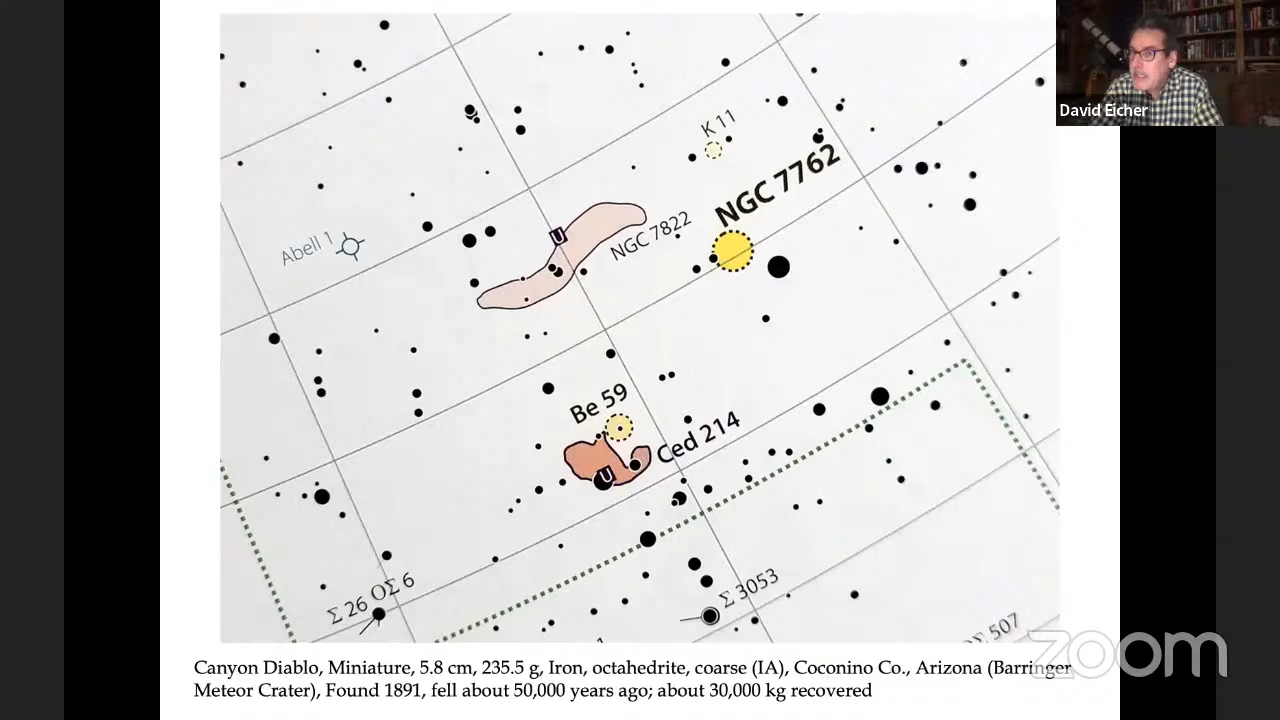 David Eicher
K 11
NGC 7762
Abell 1
NGC 7822
U
Be 59
Ced 214
U
Σ 26 ΟΣ 6
Σ 3053
ΟΣ 507
zoom
Canyon Diablo, Miniature, 5.8 cm, 235.5 g, Iron, octahedrite, coarse (IA), Coconino Co., Arizona (Barringer
Meteor Crater), Found 1891, fell about 50,000 years ago; about 30,000 kg recovered